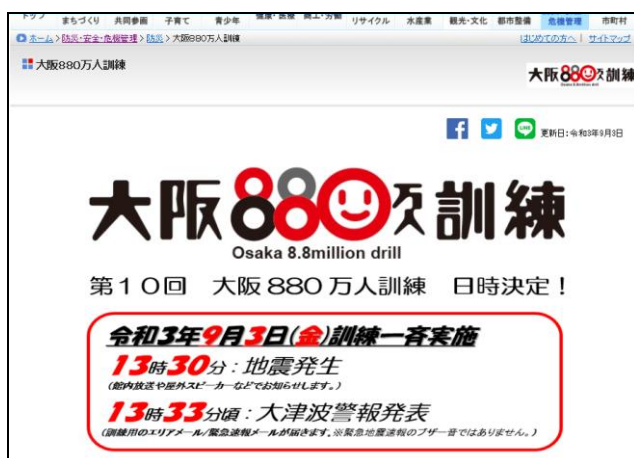 トップ まちづくり 共同参画 子育て 青少年 健康・医療 商工・労働 リサイクル 水産業 観光・文化 都市整備 危機管理 市町村
ホーム > 防災・安全・危機管理 > 防災 > 大阪880万人訓練 はじめての方へ | サイトマップ
大阪880万人訓練
大阪880万人訓練
Osaka 8.8million drill
更新日:令和3年9月3日
大阪880万人訓練
Osaka 8.8million drill
第10回 大阪880万人訓練 日時決定!
令和3年9月3日(金)訓練一斉実施
13時30分:地震発生
(館内放送や屋外スピーカーなどでお知らせします。)
13時33分頃:大津波警報発表
(訓練用のエリアメール/緊急速報メールが届きます。※緊急地震速報のブザー音ではありません。)